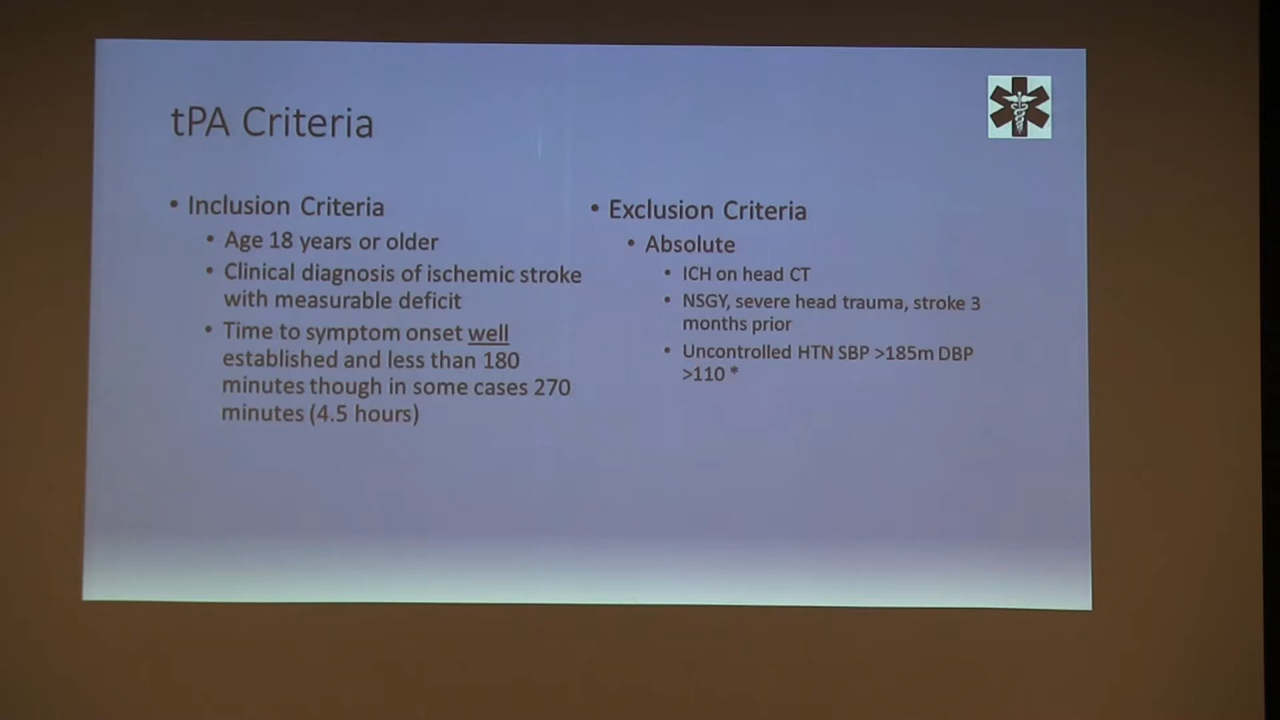 tPA Criteria
• Inclusion Criteria
• Age 18 years or older
• Clinical diagnosis of ischemic stroke
with measurable deficit
• Time to symptom onset well
established and less than 180
minutes though in some cases 270
minutes (4.5 hours)
• Exclusion Criteria
• Absolute
• ICH on head CT
• NSGY, severe head trauma, stroke 3
months prior
• Uncontrolled HTN SBP >185m DBP
>110 *